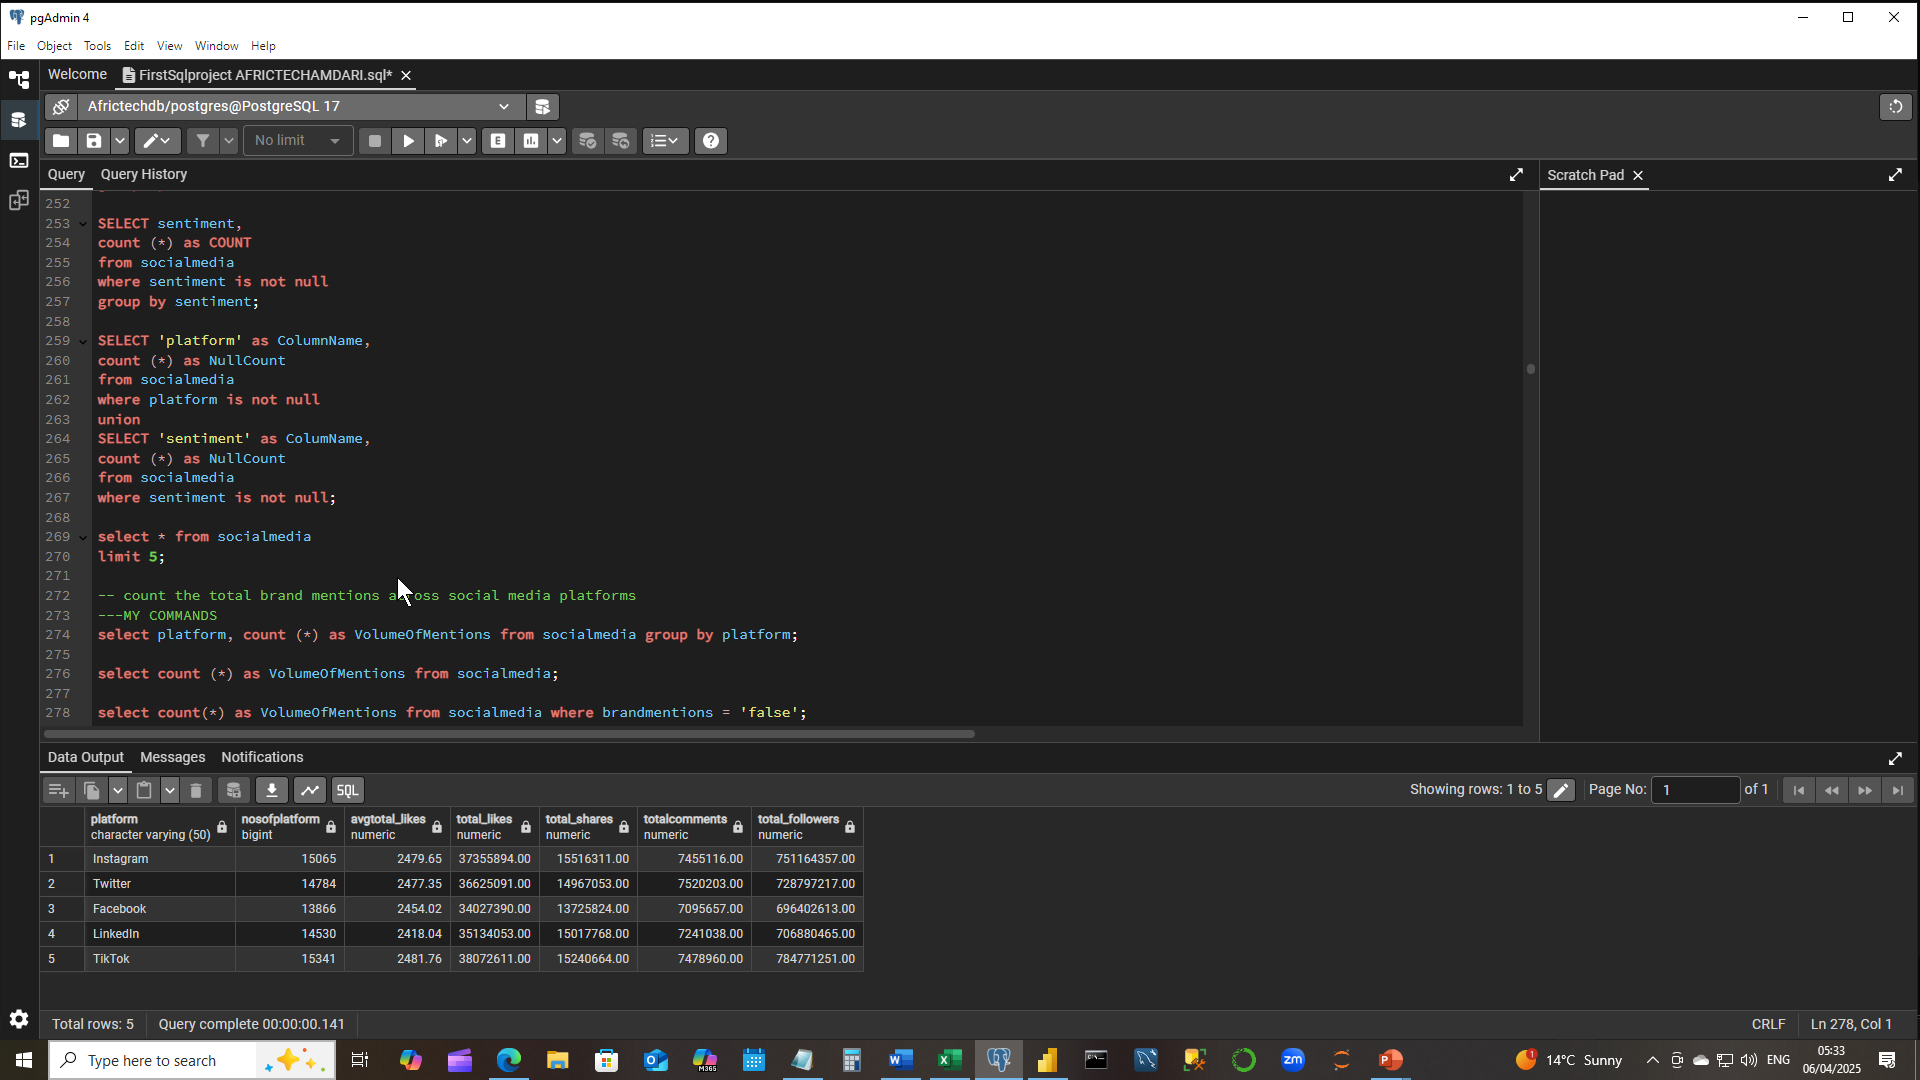 pgAdmin 4
File Object Tools Edit View Window Help
Welcome FirstSqlproject AFRICTECHAMDARI.sql*
Africtechdb/postgres@PostgreSQL 17
No limit
Query Query History Scratch Pad
252
253 SELECT sentiment,
254 count (*) as COUNT
255 from socialmedia
256 where sentiment is not null
257 group by sentiment;
258
259 SELECT 'platform' as ColumnName,
260 count (*) as NullCount
261 from socialmedia
262 where platform is not null
263 union
264 SELECT 'sentiment' as ColumName,
265 count (*) as NullCount
266 from socialmedia
267 where sentiment is not null;
268
269 select * from socialmedia
270 limit 5;
271
272 -- count the total brand mentions across social media platforms
273 ---MY COMMANDS
274 select platform, count (*) as VolumeOfMentions from socialmedia group by platform;
275
276 select count (*) as VolumeOfMentions from socialmedia;
277
278 select count(*) as VolumeOfMentions from socialmedia where brandmentions = 'false';
Data Output Messages Notifications
SQL Showing rows: 1 to 5 Page No: 1 of 1
platform nosofplatform avgtotal_likes total_likes total_shares totalcomments total_followers
character varying (50) bigint numeric numeric numeric numeric numeric
1 Instagram 15065 2479.65 37355894.00 15516311.00 7455116.00 751164357.00
2 Twitter 14784 2477.35 36625091.00 14967053.00 7520203.00 728797217.00
3 Facebook 13866 2454.02 34027390.00 13725824.00 7095657.00 696402613.00
4 LinkedIn 14530 2418.04 35134053.00 15017768.00 7241038.00 706880465.00
5 TikTok 15341 2481.76 38072611.00 15240664.00 7478960.00 784771251.00
Total rows: 5 Query complete 00:00:00.141 CRLF Ln 278, Col 1
Type here to search 14°C Sunny ENG 05:33
06/04/2025